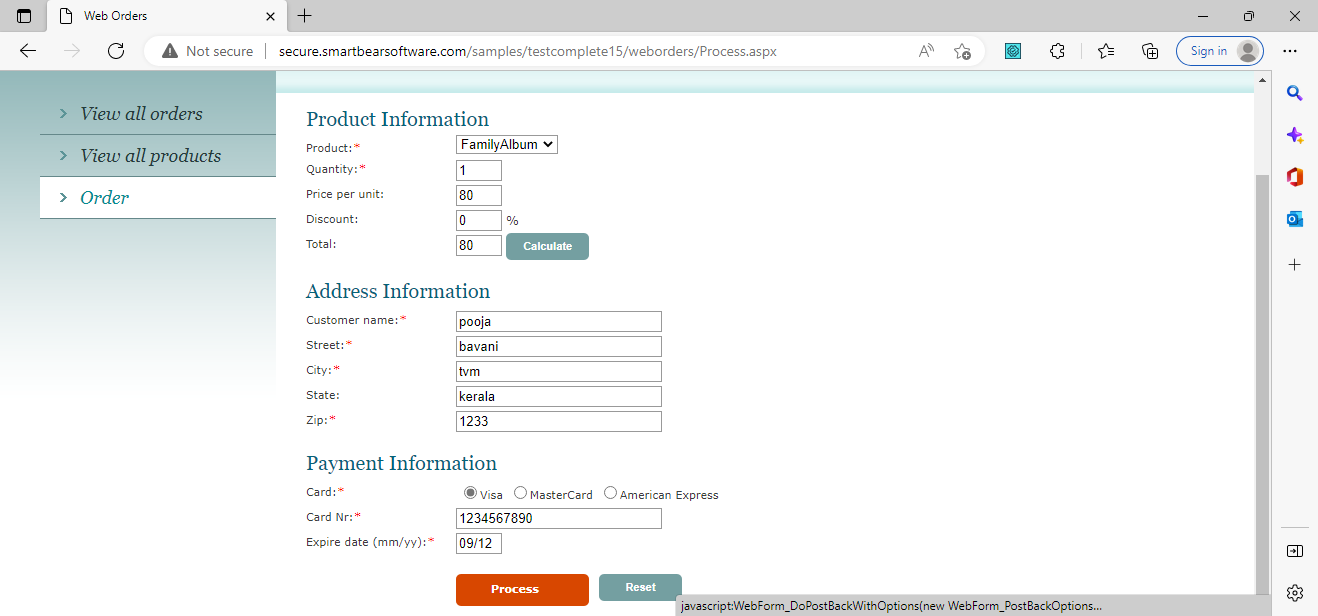 Web Orders
Not secure secure.smartbearsoftware.com/samples/testcomplete15/weborders/Process.aspx Sign in
View all orders
View all products
Order
Product Information
Product:* FamilyAlbum
Quantity:* 1
Price per unit: 80
Discount: 0 %
Total: 80 Calculate
Address Information
Customer name:* pooja
Street:* bavani
City:* tvm
State: kerala
Zip:* 1233
Payment Information
Card:* Visa MasterCard American Express
Card Nr:* 1234567890
Expire date (mm/yy):* 09/12
Process Reset
javascript:WebForm_DoPostBackWithOptions(new WebForm_PostBackOptions...